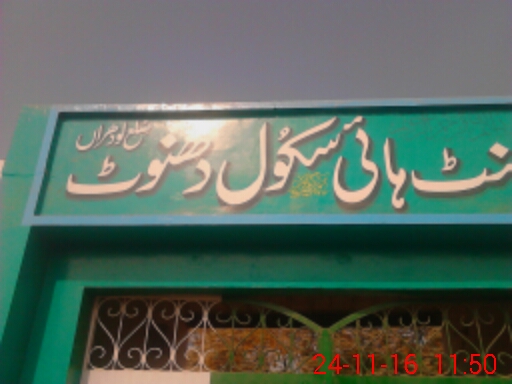 نٹ ہائی سکول دھنوٹ
ضلع لودھراں
24-11-16 11:50